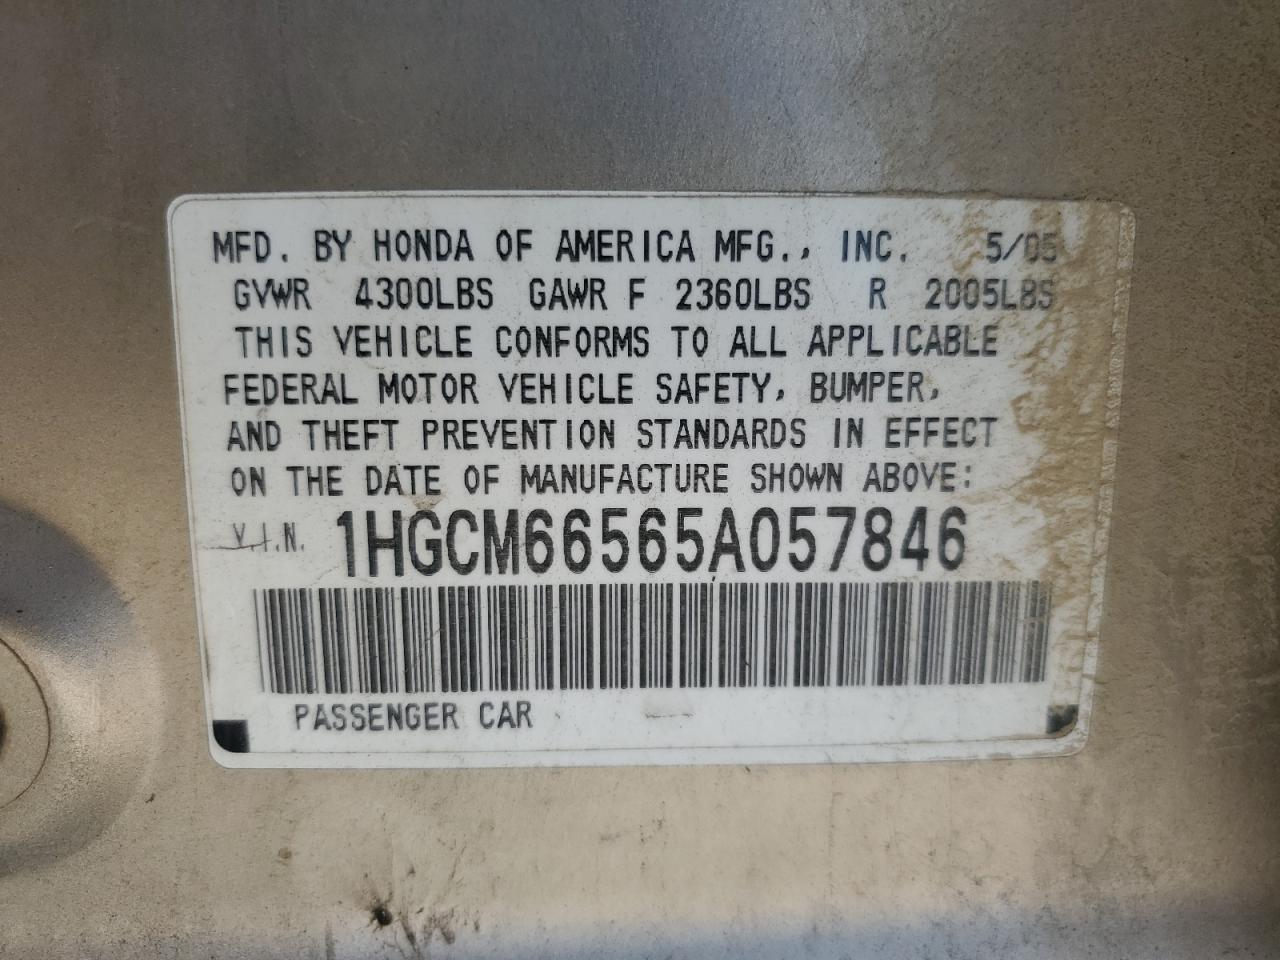 MFD. BY HONDA OF AMERICA MFG., INC. 5/05
GVWR 4300LBS GAWR F 2360LBS R 2005LBS
THIS VEHICLE CONFORMS TO ALL APPLICABLE
FEDERAL MOTOR VEHICLE SAFETY, BUMPER,
AND THEFT PREVENTION STANDARDS IN EFFECT
ON THE DATE OF MANUFACTURE SHOWN ABOVE:
V.I.N. 1HGCM66565A057846
PASSENGER CAR